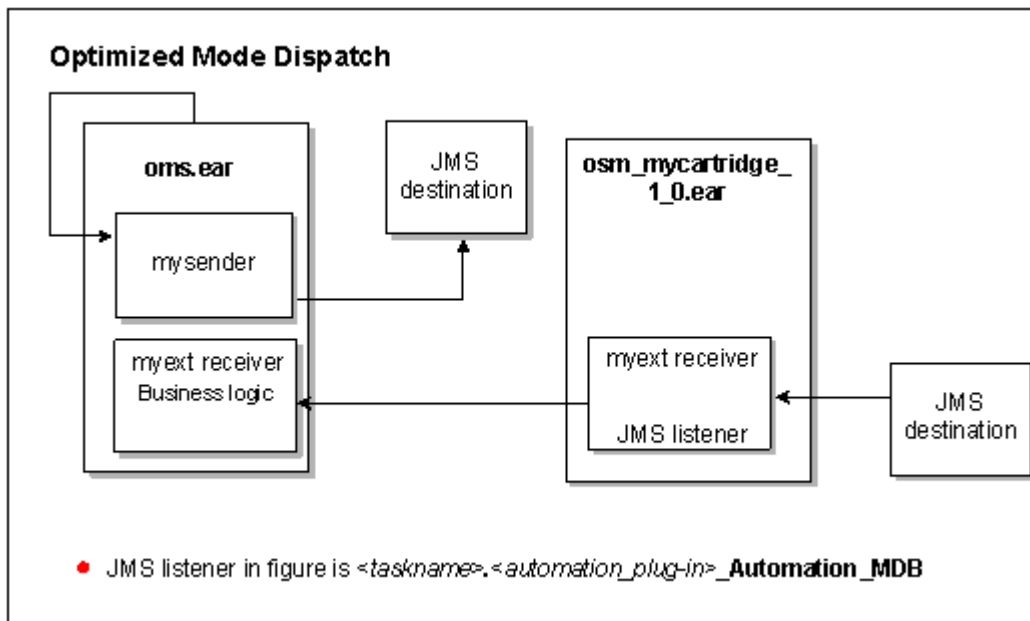 Optimized Mode Dispatch
oms.ear
mysender
myext receiver
Business logic
JMS
destination
osm_mycartridge_
1_0.ear
myext receiver
JMS listener
JMS
destination
JMS listener in figure is <taskname>.<automation_plug-in>_Automation_MDB